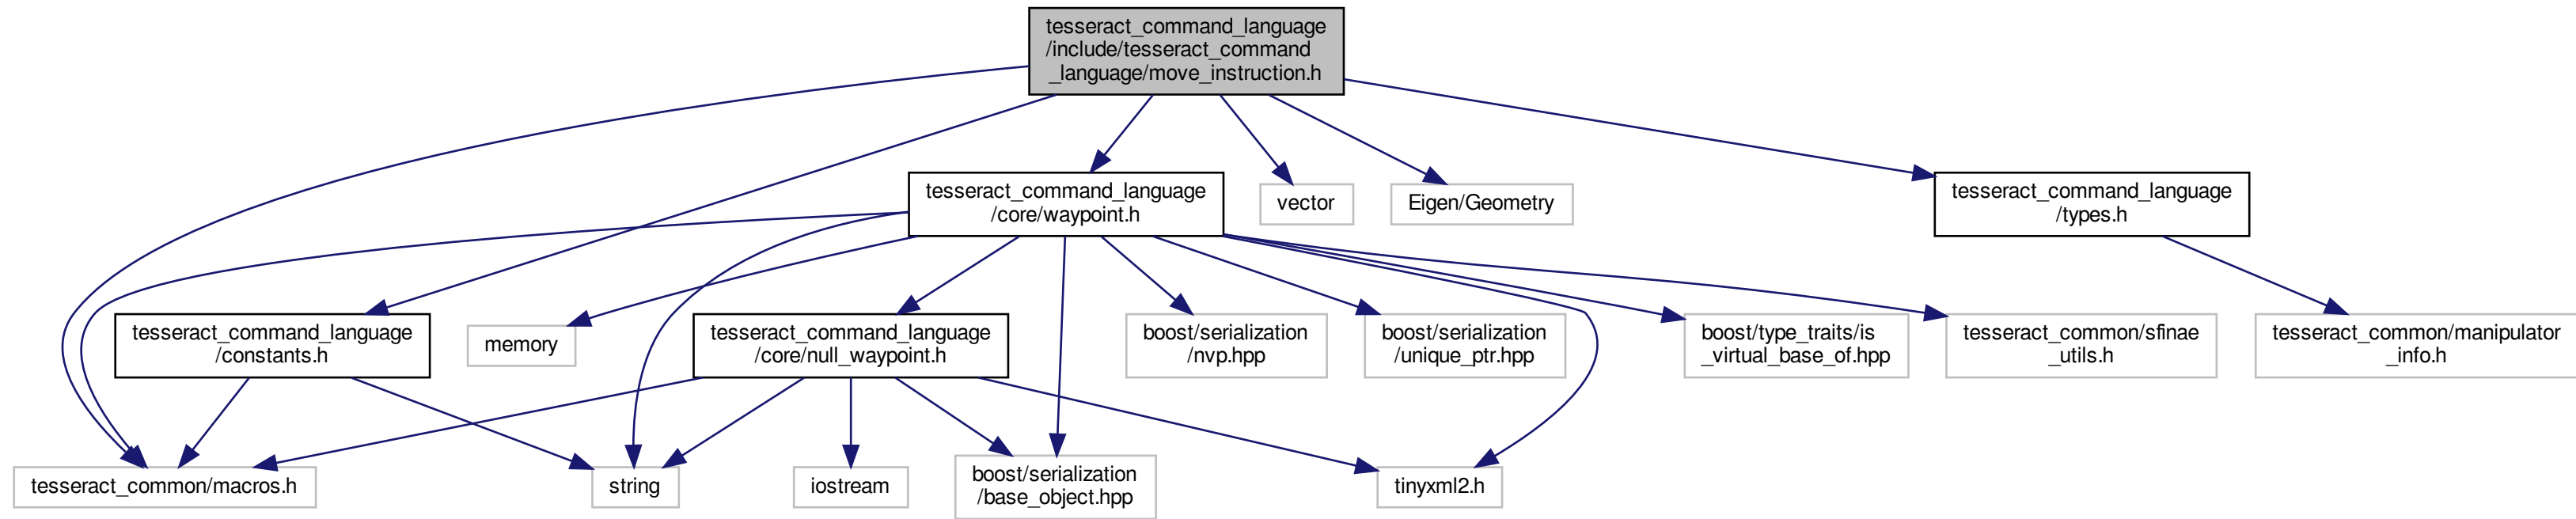 tesseract_command_language
/include/tesseract_command
_language/move_instruction.h
tesseract_command_language
/core/waypoint.h
vector
Eigen/Geometry
tesseract_command_language
/types.h
tesseract_command_language
/constants.h
memory
tesseract_command_language
/core/null_waypoint.h
boost/serialization
/nvp.hpp
boost/serialization
/unique_ptr.hpp
boost/type_traits/is
_virtual_base_of.hpp
tesseract_common/sfinae
_utils.h
tesseract_common/manipulator
_info.h
tesseract_common/macros.h
string
iostream
boost/serialization
/base_object.hpp
tinyxml2.h